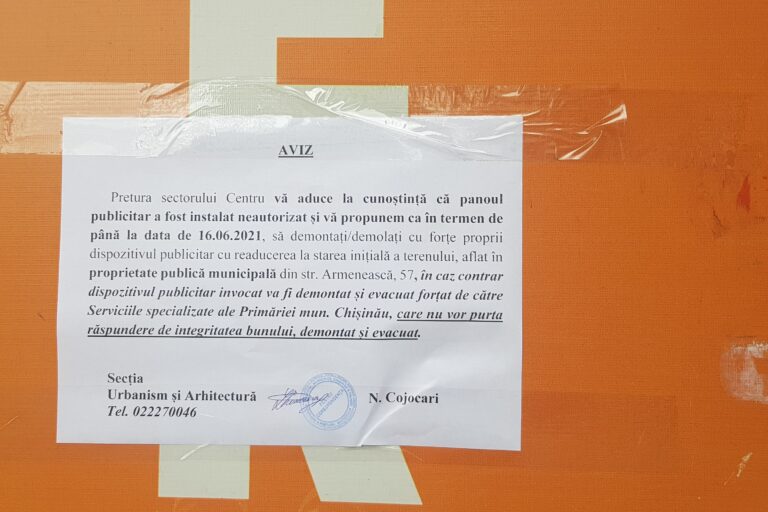 AVIZ
Pretura sectorului Centru vă aduce la cunoștință că panoul
publicitar a fost instalat neautorizat și vă propunem ca în termen de
până la data de 16.06.2021, să demontați/demolați cu forțe proprii
dispozitivul publicitar cu readucerea la starea inițială a terenului, aflat în
proprietate publică municipală din str. Armenească, 57, în caz contrar
dispozitivul publicitar invocat va fi demontat și evacuat forțat de către
Serviciile specializate ale Primăriei mun. Chișinău, care nu vor purta
răspundere de integritatea bunului, demontat și evacuat.
Secția
Urbanism și Arhitectură
N. Cojocari
Tel. 022270046